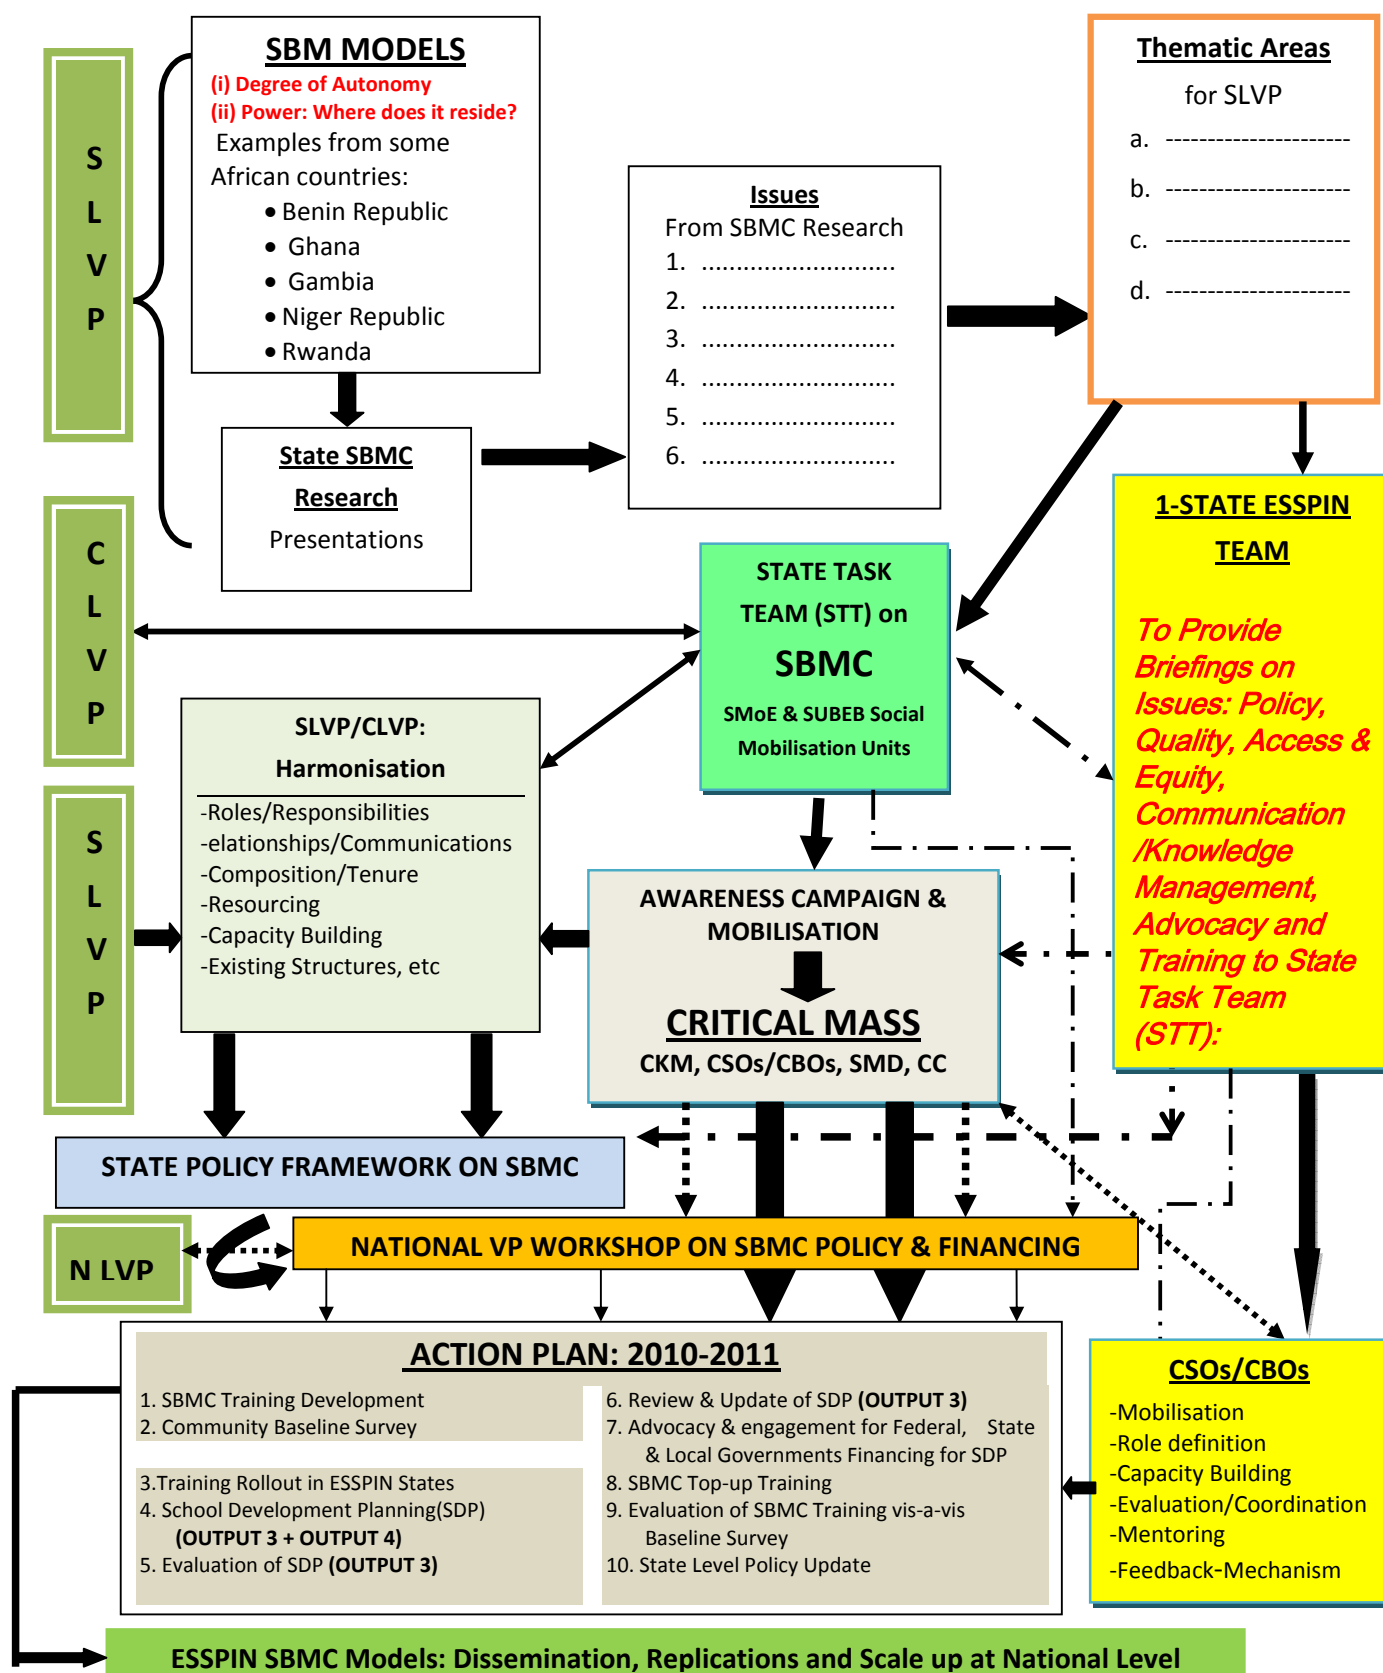 S
L
V
P
SBM MODELS
(i) Degree of Autonomy
(ii) Power: Where does it reside?
Examples from some
African countries:
• Benin Republic
• Ghana
• Gambia
• Niger Republic
• Rwanda
State SBMC
Research
Presentations
Issues
From SBMC Research
1. ............................
2. ............................
3. ............................
4. ............................
5. ............................
6. ............................
Thematic Areas
for SLVP
a. ----------------------
b. ----------------------
c. ----------------------
d. ----------------------
C
L
V
P
STATE TASK
TEAM (STT) on
SBMC
SMoE & SUBEB Social
Mobilisation Units
1-STATE ESSPIN
TEAM
To Provide
Briefings on
Issues: Policy,
Quality, Access &
Equity,
Communication
/Knowledge
Management,
Advocacy and
Training to State
Task Team
(STT):
SLVP/CLVP:
Harmonisation
-Roles/Responsibilities
-elationships/Communications
-Composition/Tenure
-Resourcing
-Capacity Building
-Existing Structures, etc
S
L
V
P
AWARENESS CAMPAIGN &
MOBILISATION
CRITICAL MASS
CKM, CSOs/CBOs, SMD, CC
STATE POLICY FRAMEWORK ON SBMC
N LVP
NATIONAL VP WORKSHOP ON SBMC POLICY & FINANCING
ACTION PLAN: 2010-2011
1. SBMC Training Development
2. Community Baseline Survey
3.Training Rollout in ESSPIN States
4. School Development Planning(SDP)
(OUTPUT 3 + OUTPUT 4)
5. Evaluation of SDP (OUTPUT 3)
6. Review & Update of SDP (OUTPUT 3)
7. Advocacy & engagement for Federal, State
& Local Governments Financing for SDP
8. SBMC Top-up Training
9. Evaluation of SBMC Training vis-a-vis
Baseline Survey
10. State Level Policy Update
CSOs/CBOs
-Mobilisation
-Role definition
-Capacity Building
-Evaluation/Coordination
-Mentoring
-Feedback-Mechanism
ESSPIN SBMC Models: Dissemination, Replications and Scale up at National Level